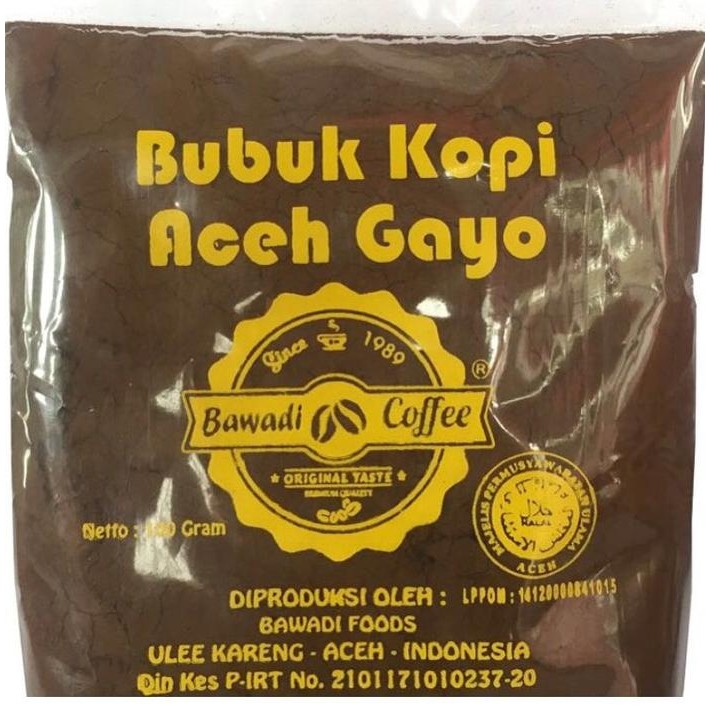 Bubuk Kopi
Aceh Gayo
Since 1989
®
Bawadi Coffee
ORIGINAL TASTE
PREMIUM QUALITY
Netto : Gram
MAJELIS PERMUSYAWARATAN ULAMA
حلال
HALAL
ACEH
DIPRODUKSI OLEH :
LPPOM : 14120000841015
BAWADI FOODS
ULEE KARENG - ACEH - INDONESIA
Din Kes P-IRT No. 2101171010237-20